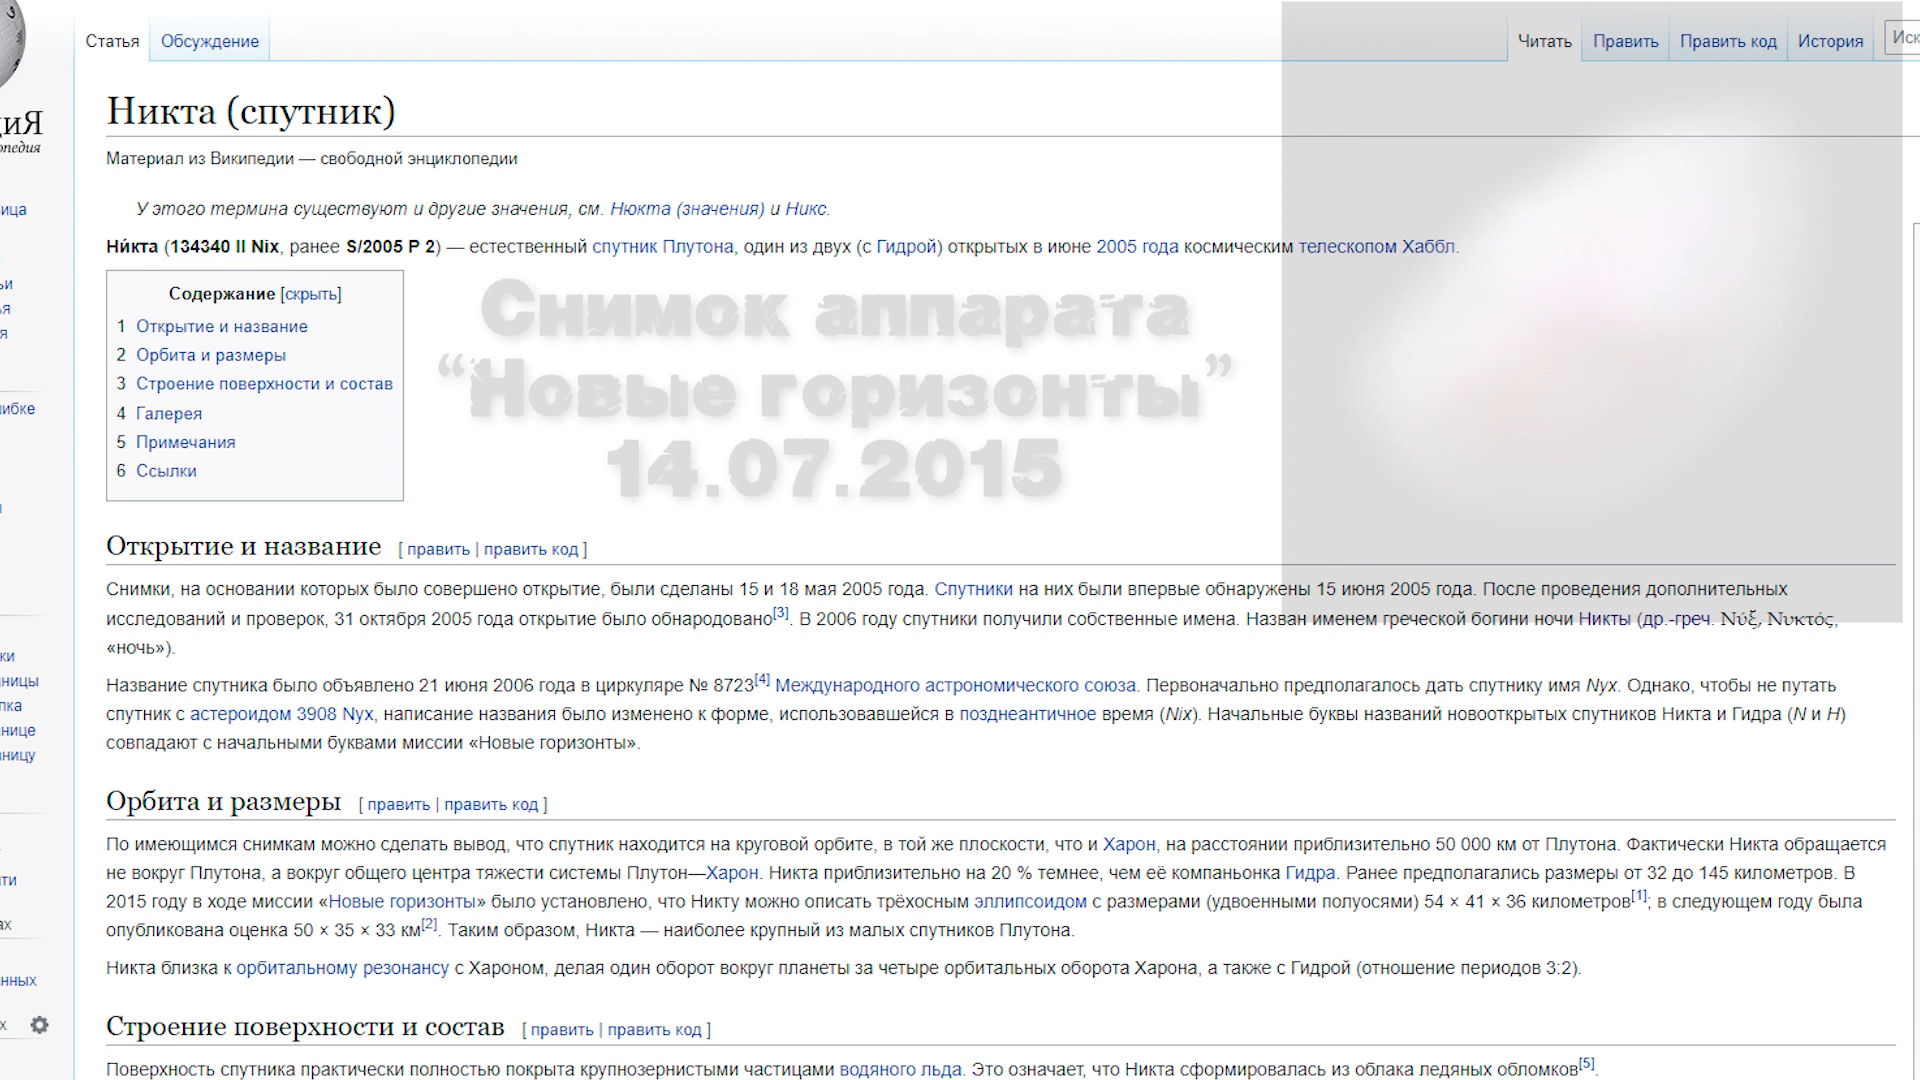 Статья
Обсуждение
Читать
Править
Править код
История
Иск
Никта (спутник)
Материал из Википедии — свободной энциклопедии
У этого термина существуют и другие значения, см. Нюкта (значения) и Никс.
Ни́кта (134340 II Nix, ранее S/2005 P 2) — естественный спутник Плутона, один из двух (с Гидрой) открытых в июне 2005 года космическим телескопом Хаббл.
Содержание [скрыть]
1 Открытие и название
2 Орбита и размеры
3 Строение поверхности и состав
4 Галерея
5 Примечания
6 Ссылки
Снимок аппарата
“Новые горизонты”
14.07.2015
Открытие и название [ править | править код ]
Снимки, на основании которых было совершено открытие, были сделаны 15 и 18 мая 2005 года. Спутники на них были впервые обнаружены 15 июня 2005 года. После проведения дополнительных
исследований и проверок, 31 октября 2005 года открытие было обнародовано[3]. В 2006 году спутники получили собственные имена. Назван именем греческой богини ночи Никты (др.-греч. Νύξ, Νυκτός,
«ночь»).
Название спутника было объявлено 21 июня 2006 года в циркуляре № 8723[4] Международного астрономического союза. Первоначально предполагалось дать спутнику имя Nyx. Однако, чтобы не путать
спутник с астероидом 3908 Nyx, написание названия было изменено к форме, использовавшейся в позднеантичное время (Nix). Начальные буквы названий новооткрытых спутников Никта и Гидра (N и H)
совпадают с начальными буквами миссии «Новые горизонты».
Орбита и размеры [ править | править код ]
По имеющимся снимкам можно сделать вывод, что спутник находится на круговой орбите, в той же плоскости, что и Харон, на расстоянии приблизительно 50 000 км от Плутона. Фактически Никта обращается
не вокруг Плутона, а вокруг общего центра тяжести системы Плутон—Харон. Никта приблизительно на 20 % темнее, чем её компаньонка Гидра. Ранее предполагались размеры от 32 до 145 километров. В
2015 году в ходе миссии «Новые горизонты» было установлено, что Никту можно описать трёхосным эллипсоидом с размерами (удвоенными полуосями) 54 × 41 × 36 километров[1]; в следующем году была
опубликована оценка 50 × 35 × 33 км[2]. Таким образом, Никта — наиболее крупный из малых спутников Плутона.
Никта близка к орбитальному резонансу с Хароном, делая один оборот вокруг планеты за четыре орбитальных оборота Харона, а также с Гидрой (отношение периодов 3:2).
Строение поверхности и состав [ править | править код ]
Поверхность спутника практически полностью покрыта крупнозернистыми частицами водяного льда. Это означает, что Никта сформировалась из облака ледяных обломков[5].